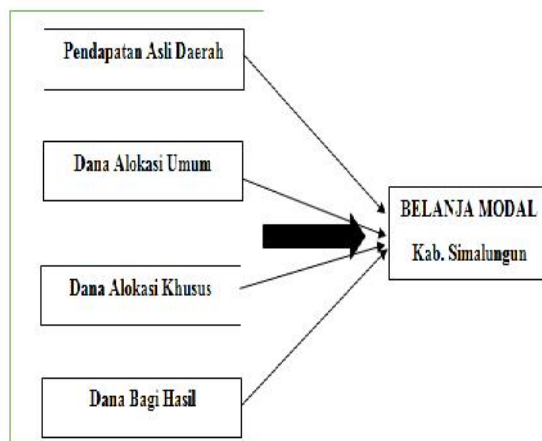 Pendapatan Asli Daerah
Dana Alokasi Umum
BELANJA MODAL
Kab. Simalungun
Dana Alokasi Khusus
Dana Bagi Hasil